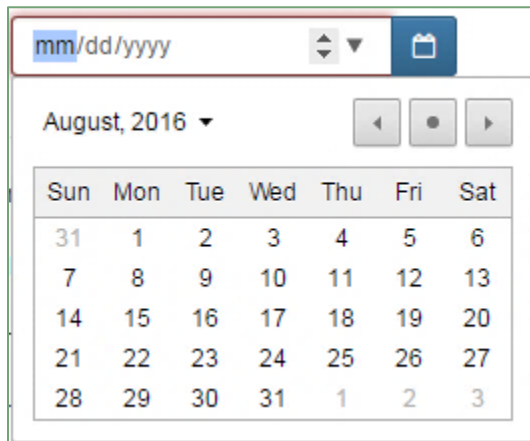 mm/dd/yyyy
August, 2016
Sun Mon Tue Wed Thu Fri Sat
31 1 2 3 4 5 6
7 8 9 10 11 12 13
14 15 16 17 18 19 20
21 22 23 24 25 26 27
28 29 30 31 1 2 3